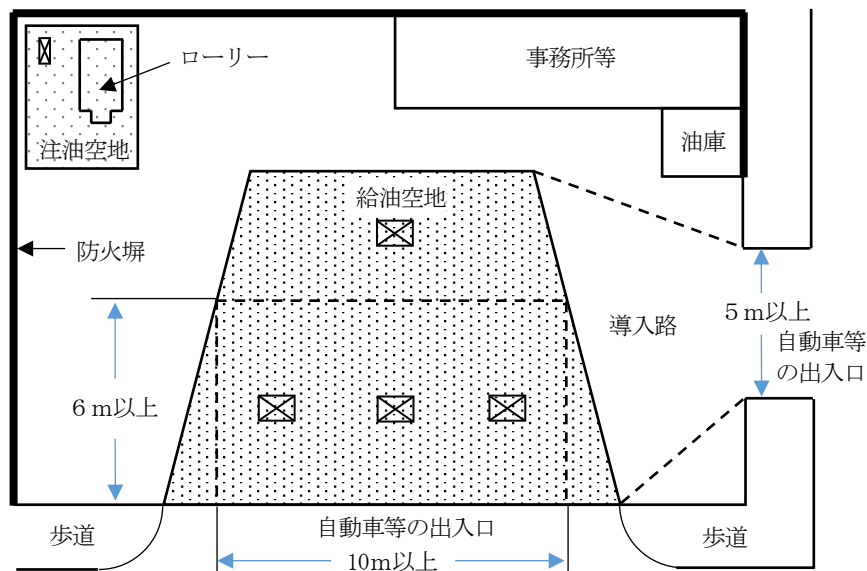 ローリー
事務所等
注油空地
油庫
給油空地
防火塀
5m以上
導入路
自動車等
の出入口
6m以上
歩道
自動車等の出入口
10m以上
歩道